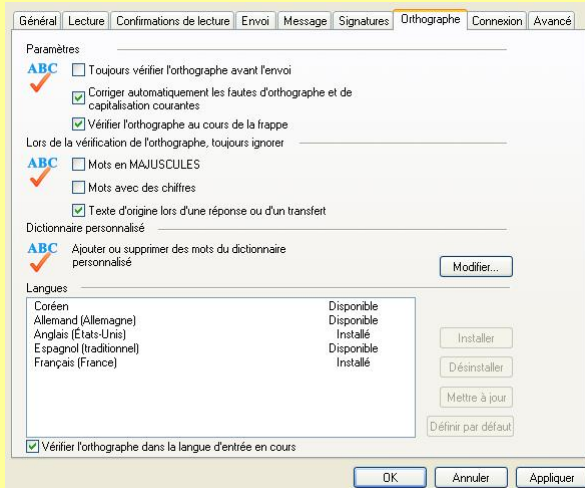 Général Lecture Confirmations de lecture Envoi Message Signatures Orthographe Connexion Avancé
Paramètres
ABC
Toujours vérifier l'orthographe avant l'envoi
Corriger automatiquement les fautes d'orthographe et de
capitalisation courantes
Vérifier l'orthographe au cours de la frappe
Lors de la vérification de l'orthographe, toujours ignorer
ABC
Mots en MAJUSCULES
Mots avec des chiffres
Texte d'origine lors d'une réponse ou d'un transfert
Dictionnaire personnalisé
ABC
Ajouter ou supprimer des mots du dictionnaire
personnalisé
Modifier...
Langues
Coréen Disponible
Allemand (Allemagne) Disponible
Anglais (États-Unis) Installé
Espagnol (traditionnel) Disponible
Français (France) Installé
Installer
Désinstaller
Mettre à jour
Définir par défaut
Vérifier l'orthographe dans la langue d'entrée en cours
OK Annuler Appliquer